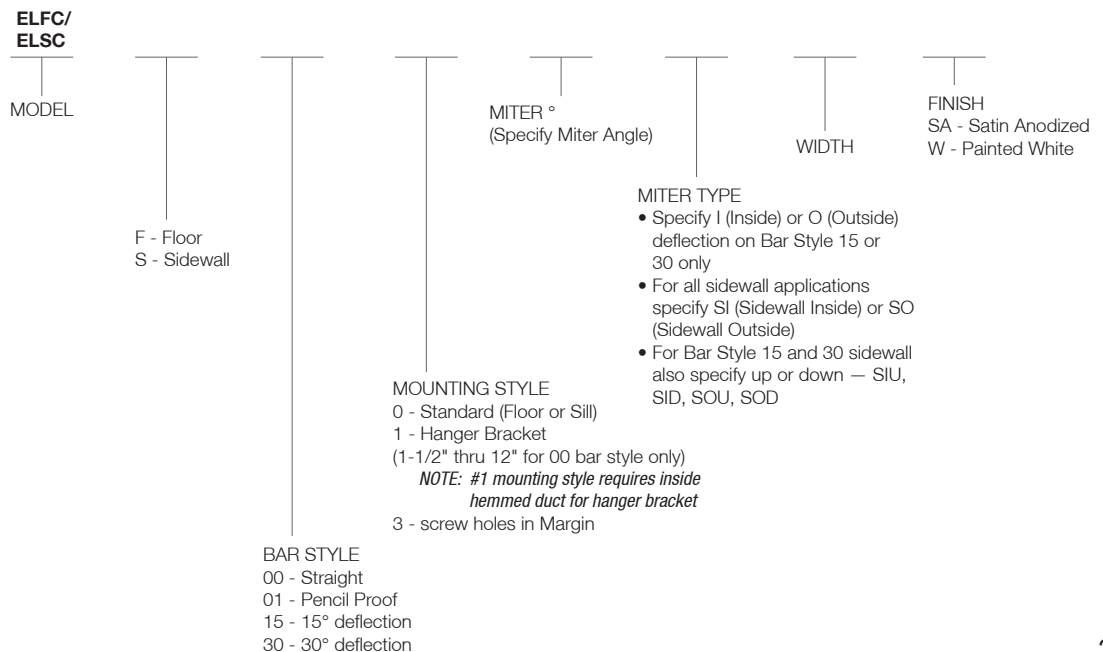 ELFC/
ELSC
MODEL
F - Floor
S - Sidewall
BAR STYLE
00 - Straight
01 - Pencil Proof
15 - 15° deflection
30 - 30° deflection
MOUNTING STYLE
0 - Standard (Floor or Sill)
1 - Hanger Bracket
(1-1/2" thru 12" for 00 bar style only)
NOTE: #1 mounting style requires inside
hemmed duct for hanger bracket
3 - screw holes in Margin
MITER °
(Specify Miter Angle)
MITER TYPE
• Specify I (Inside) or O (Outside)
deflection on Bar Style 15 or
30 only
• For all sidewall applications
specify SI (Sidewall Inside) or SO
(Sidewall Outside)
• For Bar Style 15 and 30 sidewall
also specify up or down — SIU,
SID, SOU, SOD
WIDTH
FINISH
SA - Satin Anodized
W - Painted White